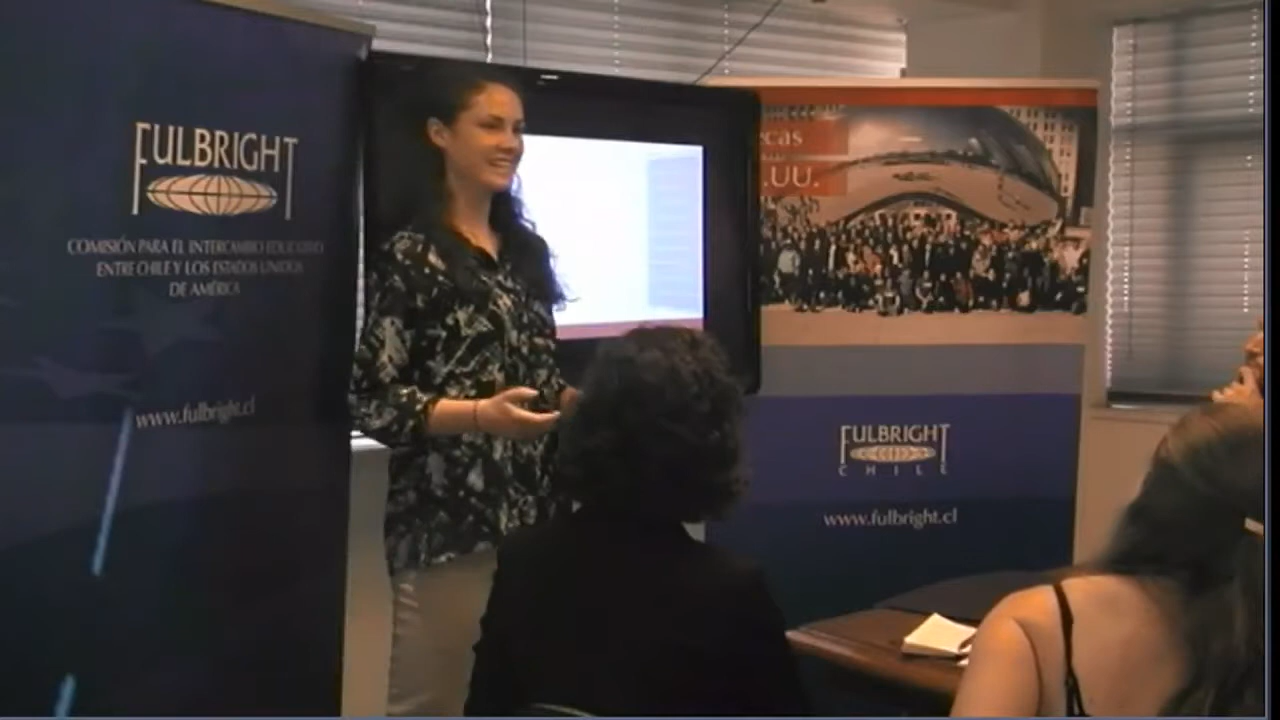 FULBRIGHT
COMISIÓN PARA EL INTERCAMBIO EDUCATIVO
ENTRE CHILE Y LOS ESTADOS UNIDOS
DE AMÉRICA
www.fulbright.cl
ecas
.UU.
FULBRIGHT
CHILE
www.fulbright.cl